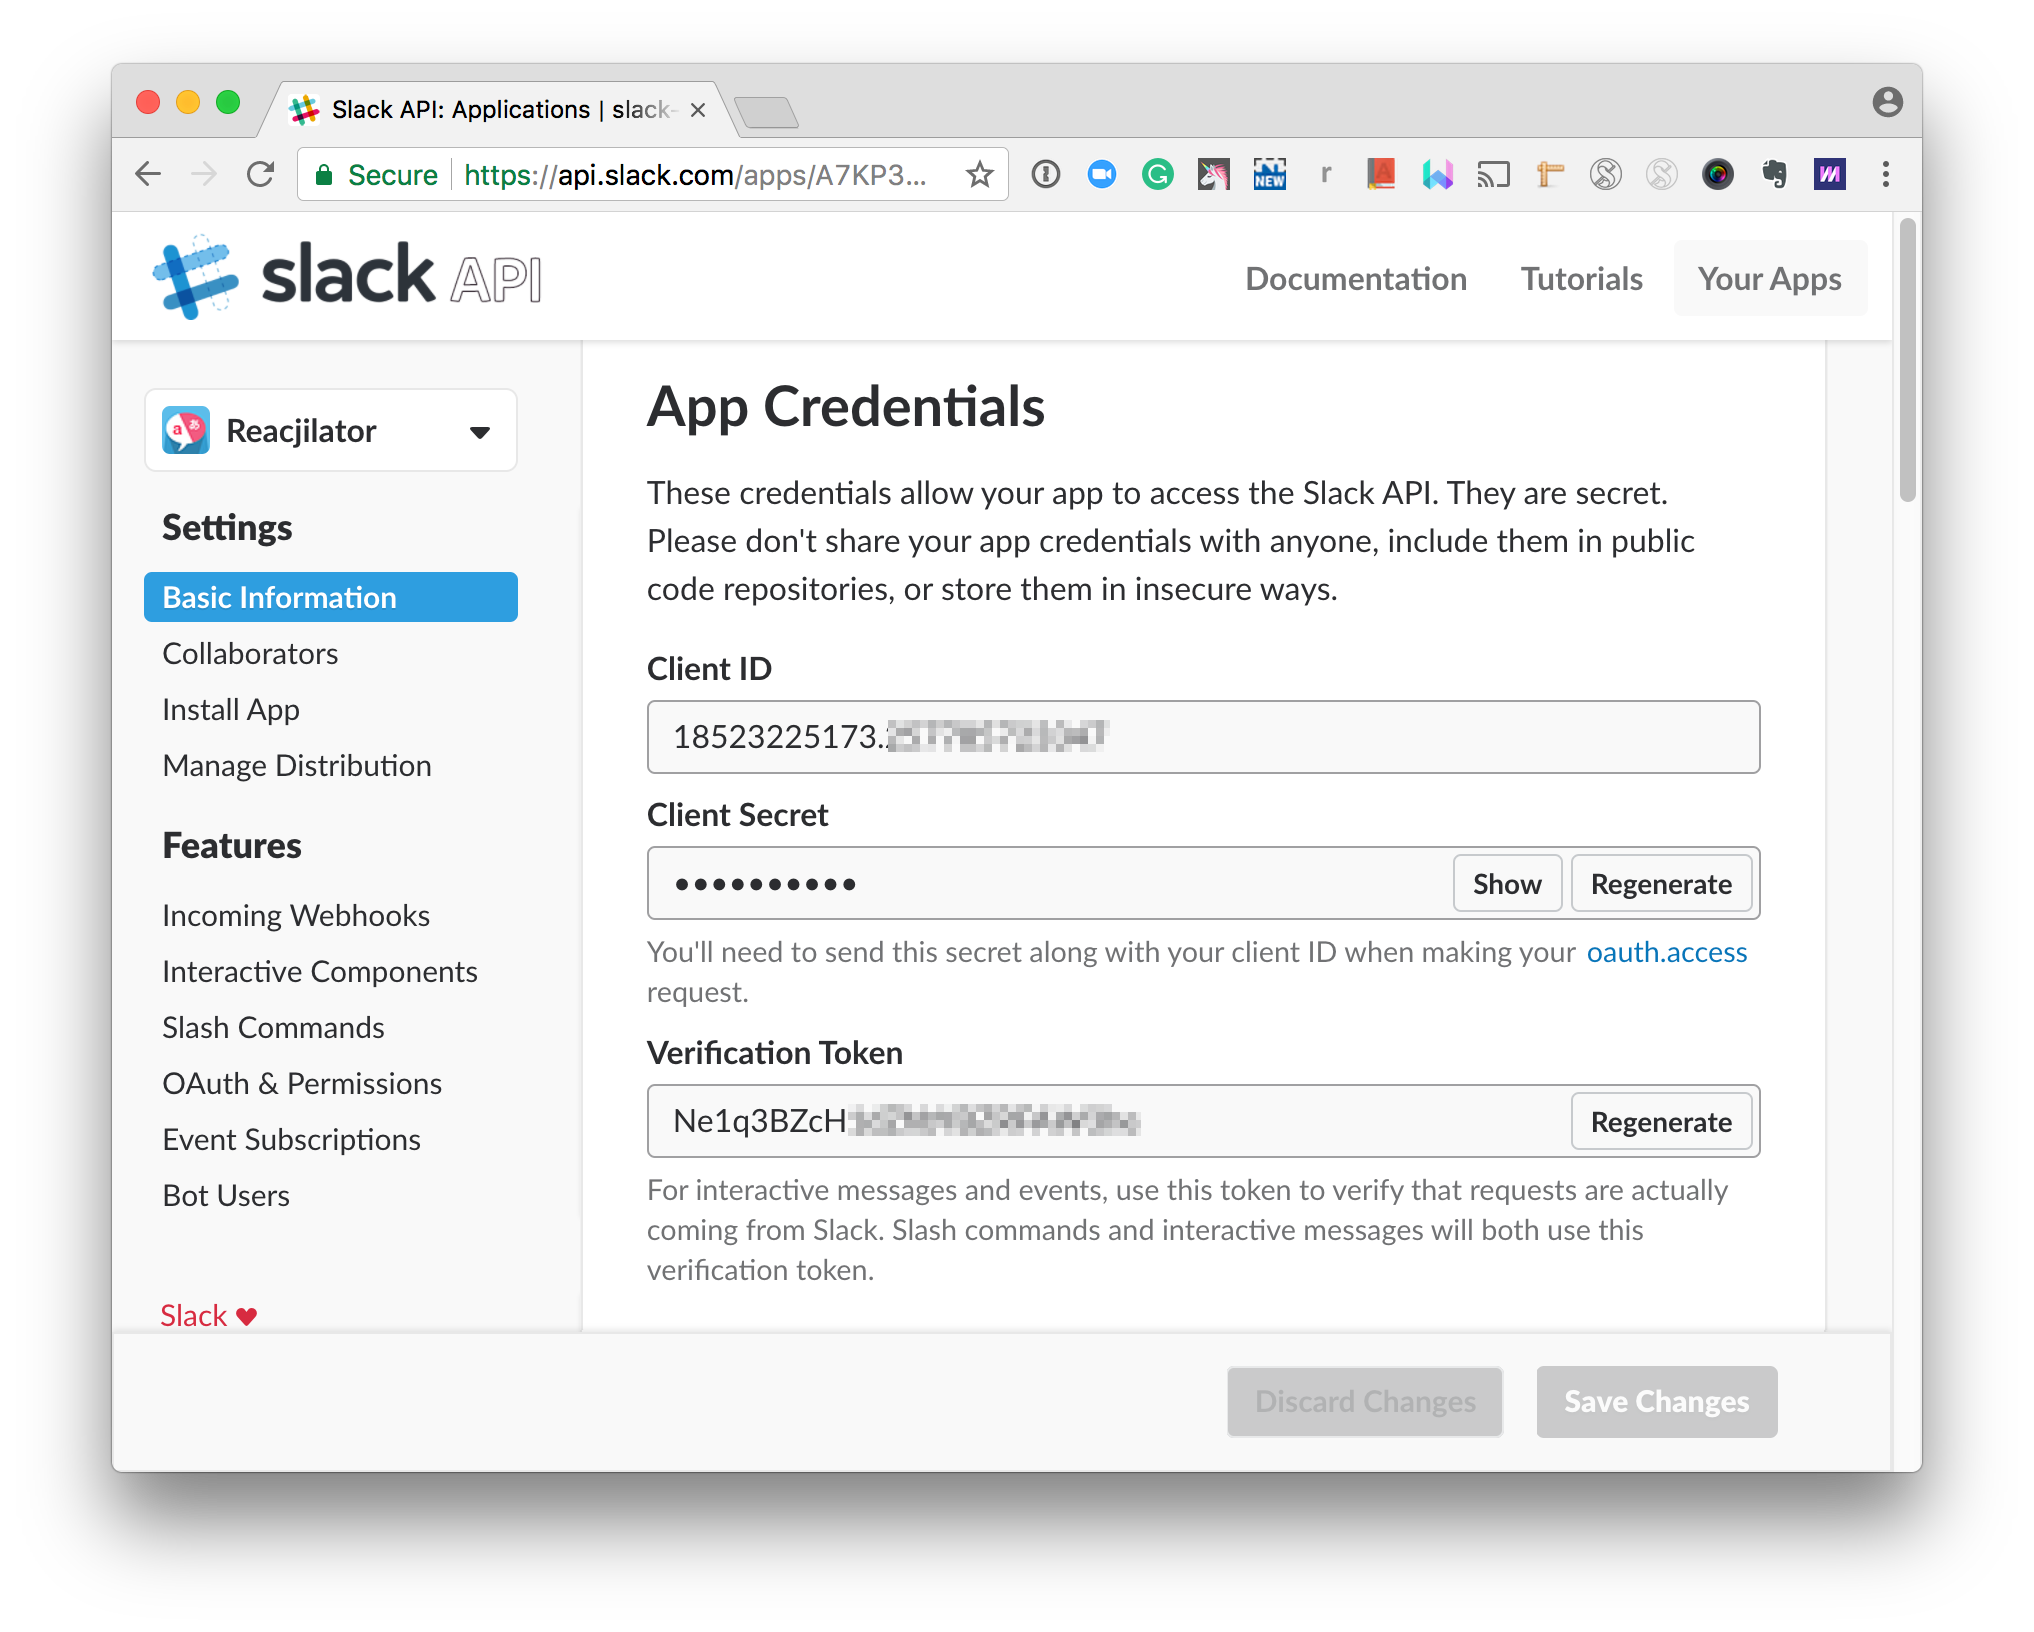 Slack API: Applications | slack-
Secure https://api.slack.com/apps/A7KP3...
NEW
r
slack API
Documentation
Tutorials
Your Apps
Reacjilator
Settings
Basic Information
Collaborators
Install App
Manage Distribution
Features
Incoming Webhooks
Interactive Components
Slash Commands
OAuth & Permissions
Event Subscriptions
Bot Users
Slack ♥
App Credentials
These credentials allow your app to access the Slack API. They are secret.
Please don't share your app credentials with anyone, include them in public
code repositories, or store them in insecure ways.
Client ID
18523225173.
Client Secret
••••••••••
Show
Regenerate
You'll need to send this secret along with your client ID when making your oauth.access
request.
Verification Token
Ne1q3BZcH
Regenerate
For interactive messages and events, use this token to verify that requests are actually
coming from Slack. Slash commands and interactive messages will both use this
verification token.
Discard Changes
Save Changes